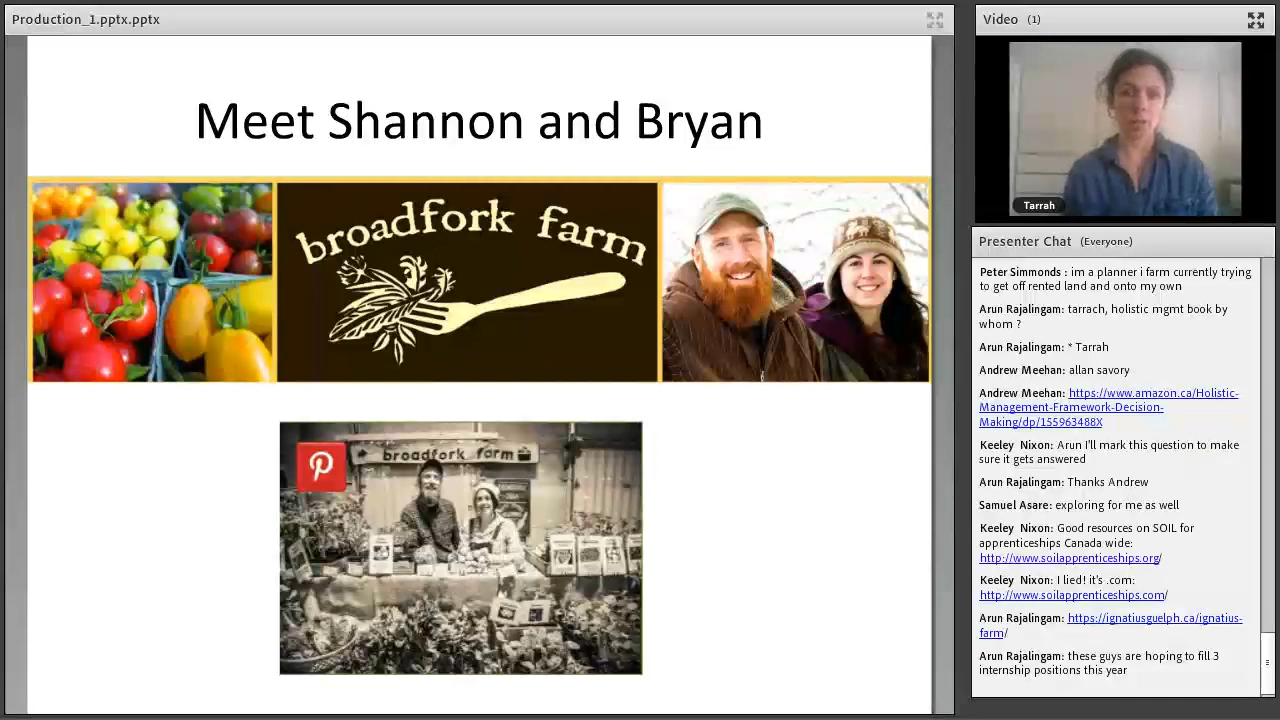 Production_1.pptx.pptx
Meet Shannon and Bryan
broadfork farm
broadfork farm
Video (1)
Tarrah
Presenter Chat (Everyone)
Peter Simmonds : im a planner i farm currently trying
to get off rented land and onto my own
Arun Rajalingam: tarrach, holistic mgmt book by
whom ?
Arun Rajalingam: * Tarrah
Andrew Meehan: allan savory
Andrew Meehan: https://www.amazon.ca/Holistic-
Management-Framework-Decision-
Making/dp/155963488X
Keeley Nixon: Arun I'll mark this question to make
sure it gets answered
Arun Rajalingam: Thanks Andrew
Samuel Asare: exploring for me as well
Keeley Nixon: Good resources on SOIL for
apprenticeships Canada wide:
http://www.soilapprenticeships.org/
Keeley Nixon: I lied! it's .com:
http://www.soilapprenticeships.com/
Arun Rajalingam: https://ignatiusguelph.ca/ignatius-
farm/
Arun Rajalingam: these guys are hoping to fill 3
internship positions this year